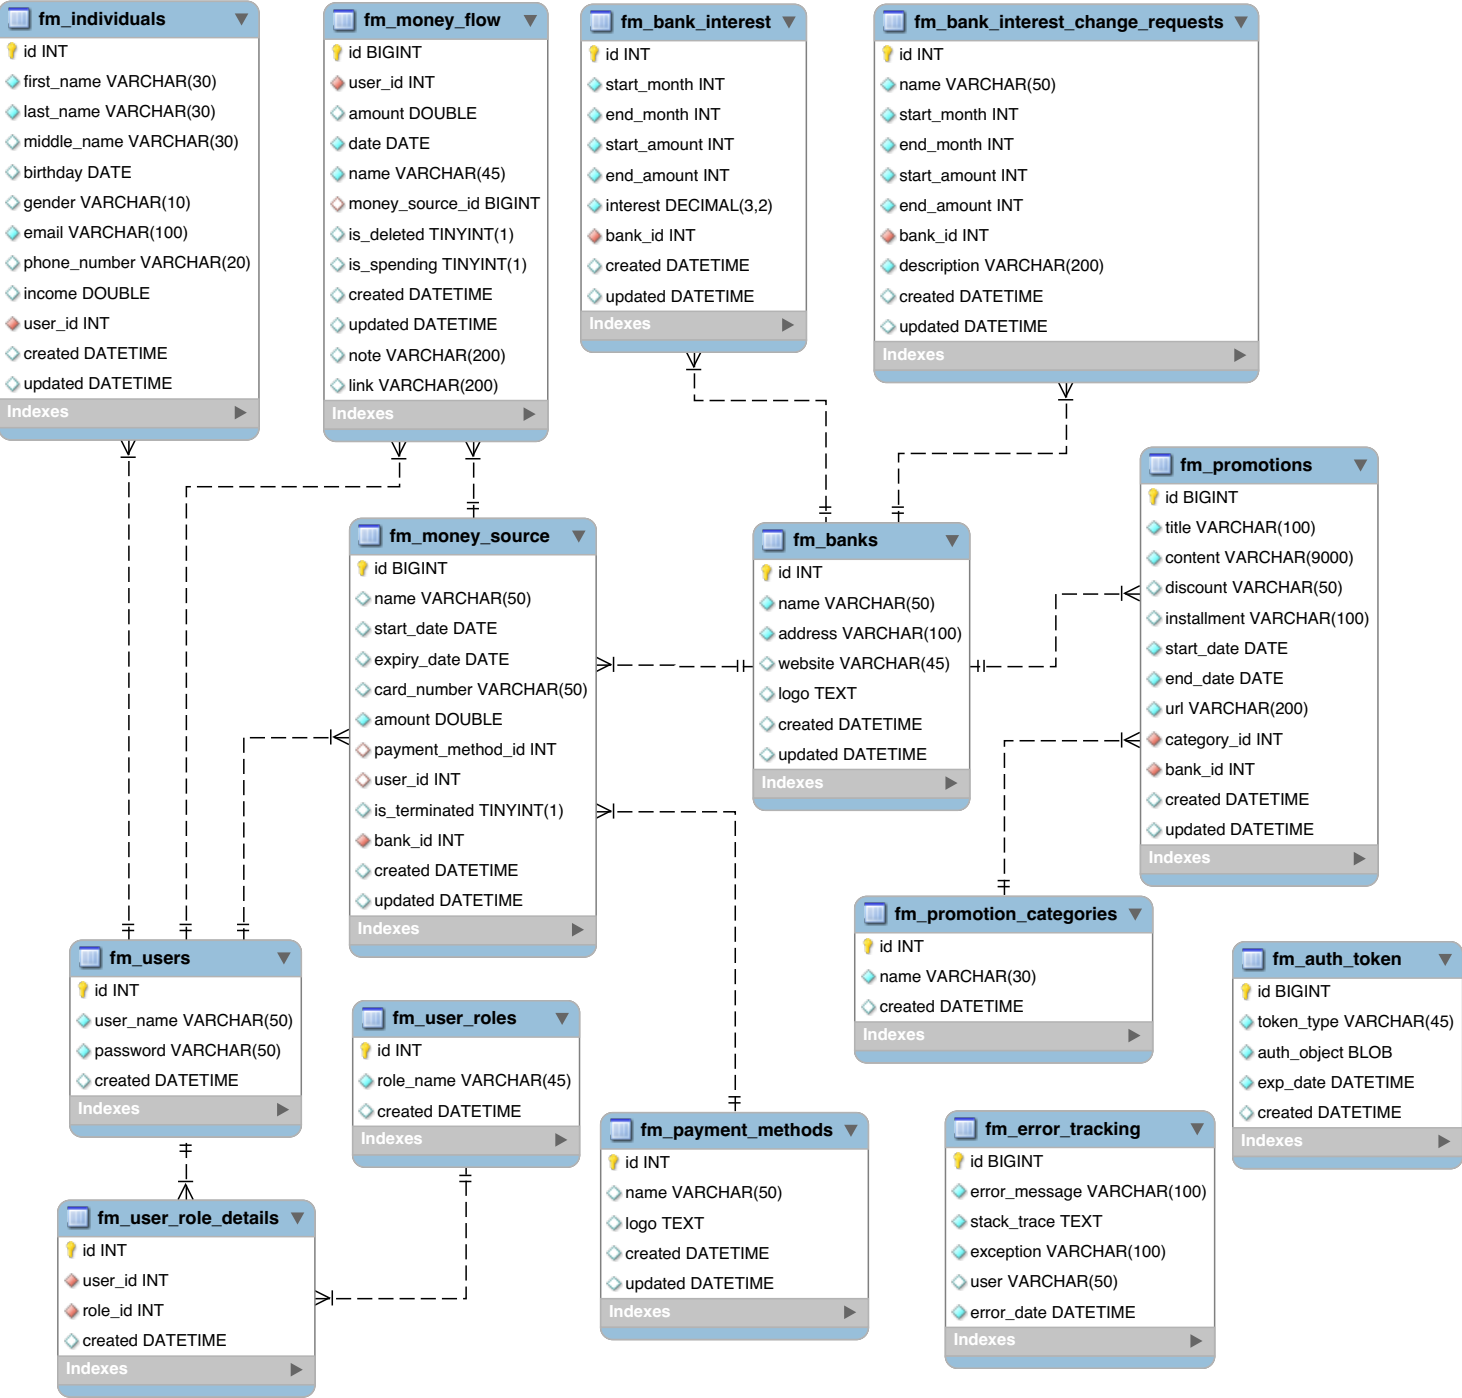 fm_individuals
id INT
first_name VARCHAR(30)
last_name VARCHAR(30)
middle_name VARCHAR(30)
birthday DATE
gender VARCHAR(10)
email VARCHAR(100)
phone_number VARCHAR(20)
income DOUBLE
user_id INT
created DATETIME
updated DATETIME
Indexes
fm_money_flow
id BIGINT
user_id INT
amount DOUBLE
date DATE
name VARCHAR(45)
money_source_id BIGINT
is_deleted TINYINT(1)
is_spending TINYINT(1)
created DATETIME
updated DATETIME
note VARCHAR(200)
link VARCHAR(200)
Indexes
fm_bank_interest
id INT
start_month INT
end_month INT
start_amount INT
end_amount INT
interest DECIMAL(3,2)
bank_id INT
created DATETIME
updated DATETIME
Indexes
fm_bank_interest_change_requests
id INT
name VARCHAR(50)
start_month INT
end_month INT
start_amount INT
end_amount INT
bank_id INT
description VARCHAR(200)
created DATETIME
updated DATETIME
Indexes
fm_money_source
id BIGINT
name VARCHAR(50)
start_date DATE
expiry_date DATE
card_number VARCHAR(50)
amount DOUBLE
payment_method_id INT
user_id INT
is_terminated TINYINT(1)
bank_id INT
created DATETIME
updated DATETIME
Indexes
fm_banks
id INT
name VARCHAR(50)
address VARCHAR(100)
website VARCHAR(45)
logo TEXT
created DATETIME
updated DATETIME
Indexes
fm_promotions
id BIGINT
title VARCHAR(100)
content VARCHAR(9000)
discount VARCHAR(50)
installment VARCHAR(100)
start_date DATE
end_date DATE
url VARCHAR(200)
category_id INT
bank_id INT
created DATETIME
updated DATETIME
Indexes
fm_users
id INT
user_name VARCHAR(50)
password VARCHAR(50)
created DATETIME
Indexes
fm_user_roles
id INT
role_name VARCHAR(45)
created DATETIME
Indexes
fm_promotion_categories
id INT
name VARCHAR(30)
created DATETIME
Indexes
fm_auth_token
id BIGINT
token_type VARCHAR(45)
auth_object BLOB
exp_date DATETIME
created DATETIME
Indexes
fm_user_role_details
id INT
user_id INT
role_id INT
created DATETIME
Indexes
fm_payment_methods
id INT
name VARCHAR(50)
logo TEXT
created DATETIME
updated DATETIME
Indexes
fm_error_tracking
id BIGINT
error_message VARCHAR(100)
stack_trace TEXT
exception VARCHAR(100)
user VARCHAR(50)
error_date DATETIME
Indexes